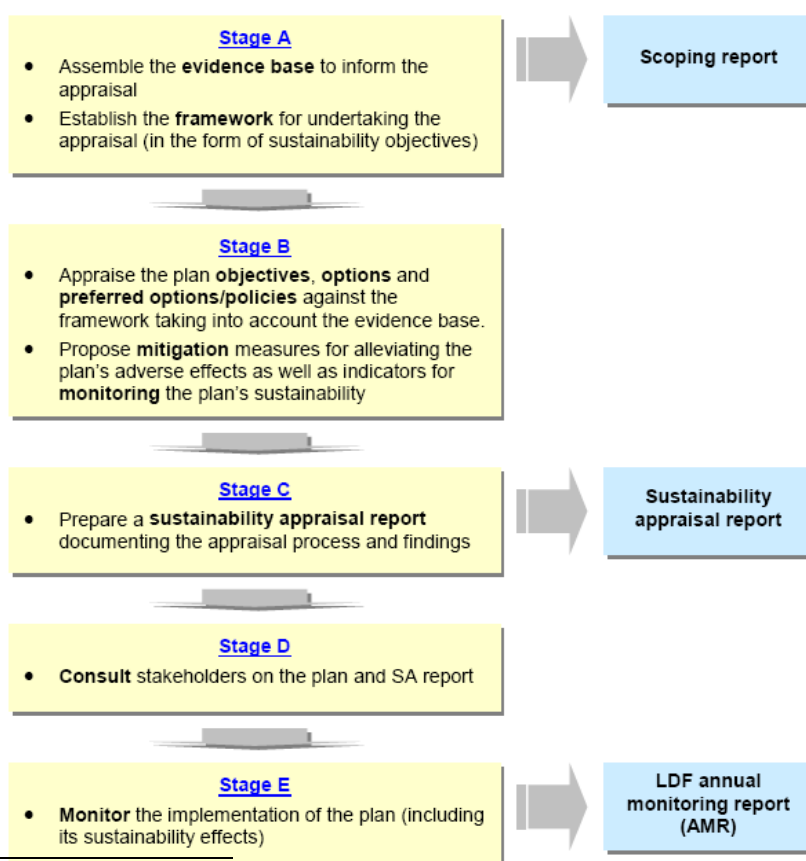 Stage A
• Assemble the evidence base to inform the
appraisal
• Establish the framework for undertaking the
appraisal (in the form of sustainability objectives)
Scoping report
Stage B
• Appraise the plan objectives, options and
preferred options/policies against the
framework taking into account the evidence base.
• Propose mitigation measures for alleviating the
plan's adverse effects as well as indicators for
monitoring the plan's sustainability
Stage C
• Prepare a sustainability appraisal report
documenting the appraisal process and findings
Sustainability
appraisal report
Stage D
• Consult stakeholders on the plan and SA report
Stage E
• Monitor the implementation of the plan (including
its sustainability effects)
LDF annual
monitoring report
(AMR)